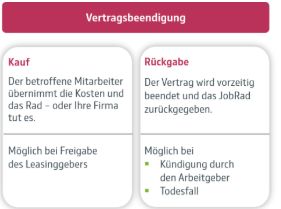 Vertragsbeendigung
Kauf
Der betroffene Mitarbeiter
übernimmt die Kosten und
das Rad – oder Ihre Firma
tut es.
Möglich bei Freigabe
des Leasinggebers
Rückgabe
Der Vertrag wird vorzeitig
beendet und das JobRad
zurückgegeben.
Möglich bei
▪ Kündigung durch
den Arbeitgeber
▪ Todesfall